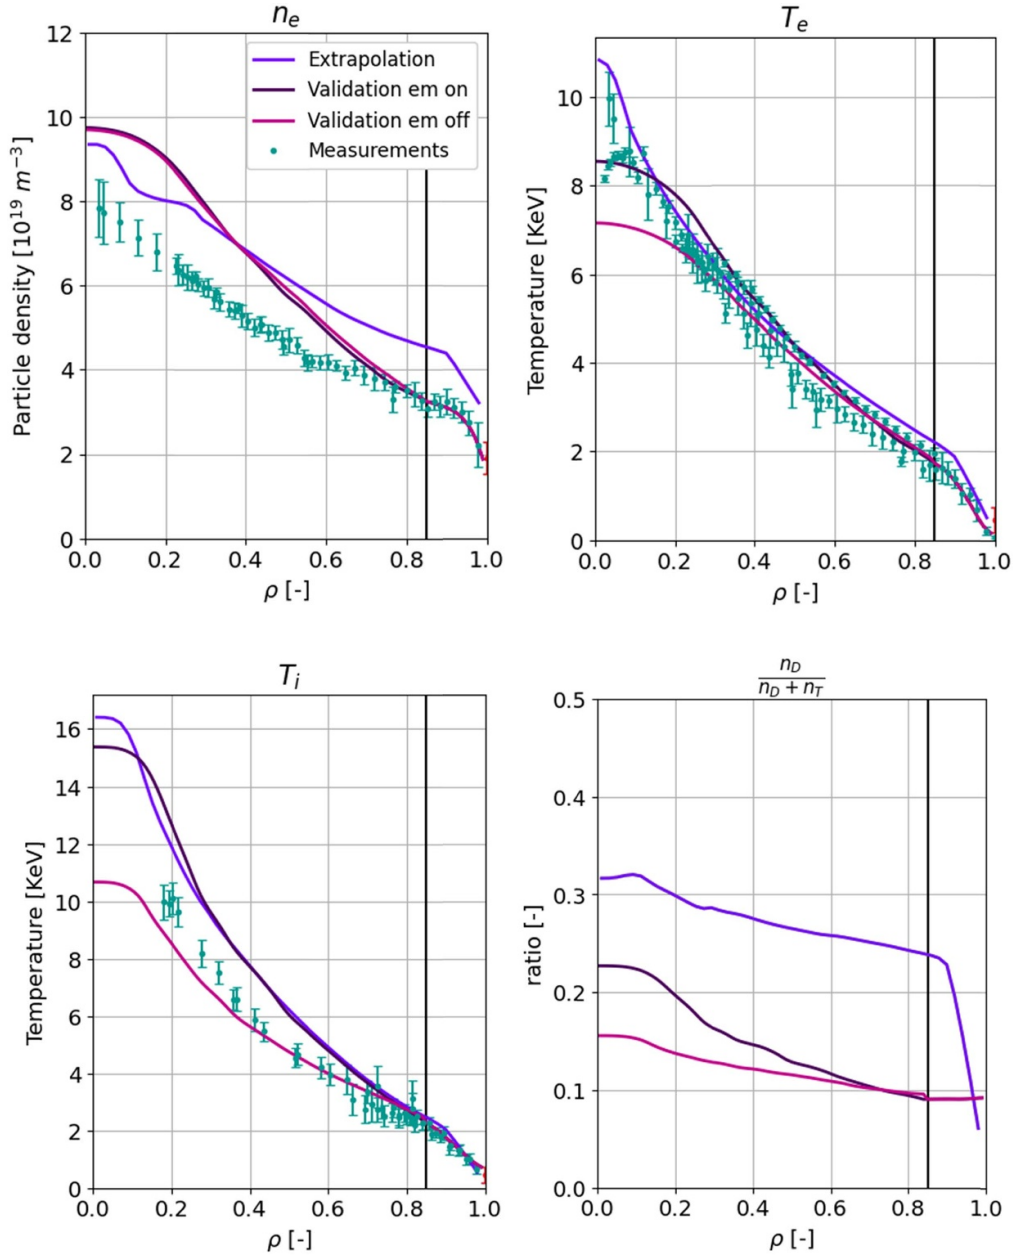 n_e
Particle density [10^19 m^−3]
12
10
8
6
4
2
0
Extrapolation
Validation em on
Validation em off
Measurements
0.0 0.2 0.4 0.6 0.8 1.0
ρ [-]
T_e
Temperature [KeV]
10
8
6
4
2
0
0.0 0.2 0.4 0.6 0.8 1.0
ρ [-]
T_i
Temperature [KeV]
16
14
12
10
8
6
4
2
0
0.0 0.2 0.4 0.6 0.8 1.0
ρ [-]
n_D
n_D + n_T
ratio [-]
0.5
0.4
0.3
0.2
0.1
0.0
0.0 0.2 0.4 0.6 0.8 1.0
ρ [-]